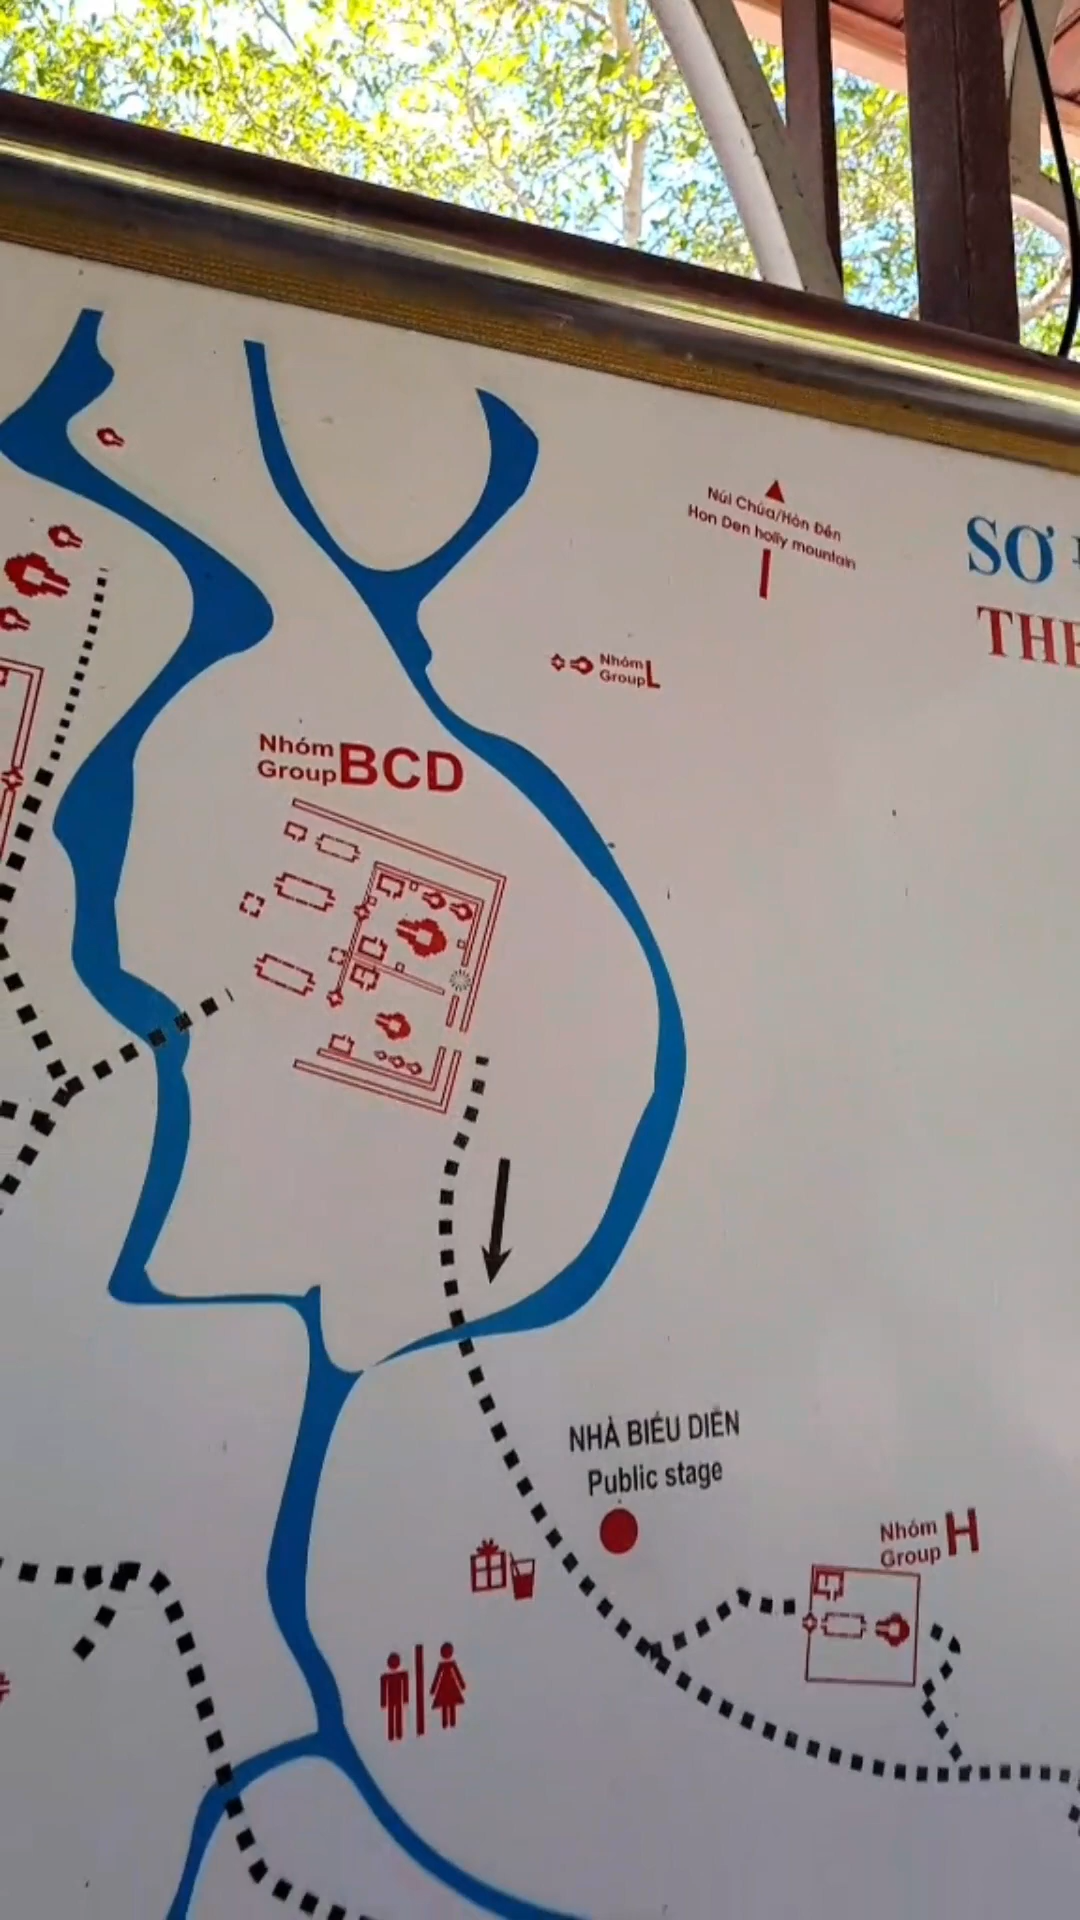 Núi Chúa/Hòn Đền
Hon Den holly mountain
SƠ
THE
Nhóm
Group L
Nhóm
Group BCD
NHÀ BIỂU DIỄN
Public stage
Nhóm
Group H